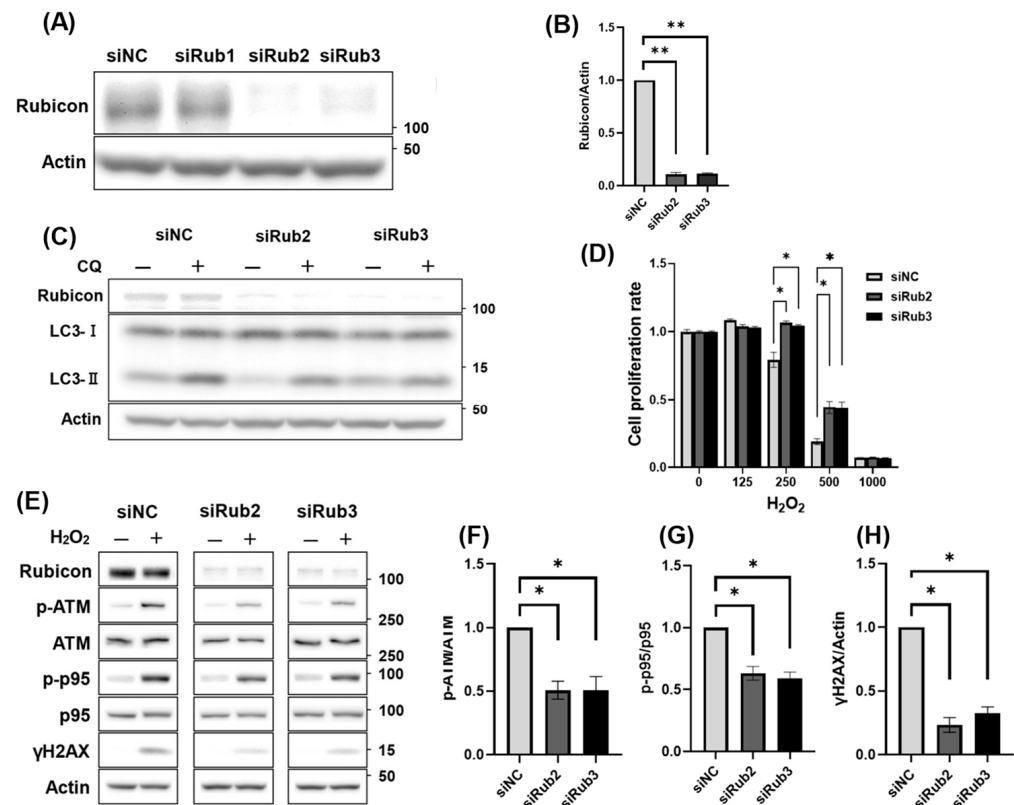 (A)
siNC siRub1 siRub2 siRub3
Rubicon
100
50
Actin
(B)
1.5
1.0
0.5
0.0
Rubicon/Actin
** **
siNC siRub2 siRub3
(C)
siNC siRub2 siRub3
CQ — + — + — +
Rubicon
100
LC3-Ⅰ
15
LC3-Ⅱ
50
Actin
(D)
1.5
1.0
0.5
0.0
Cell proliferation rate
* * * *
siNC
siRub2
siRub3
0 125 250 500 1000
H₂O₂
(E)
siNC siRub2 siRub3
H₂O₂ — + — + — +
Rubicon
100
p-ATM
250
ATM
250
p-p95
100
p95
100
γH2AX
15
50
Actin
(F)
1.5
1.0
0.5
0.0
p-ATM/ATM
* *
siNC siRub2 siRub3
(G)
1.5
1.0
0.5
0.0
p-p95/p95
* *
siNC siRub2 siRub3
(H)
1.5
1.0
0.5
0.0
γH2AX/Actin
* *
siNC siRub2 siRub3